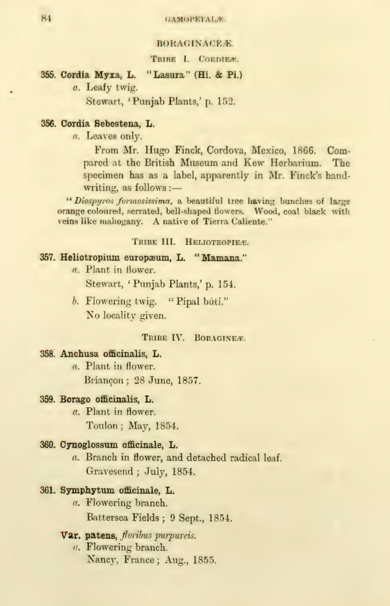 84 GAMOPETALÆ.
BORAGINACEÆ.
TRIBE I. CORDIEÆ.
355. Cordia Myxa, L. "Lasura" (Hi. & Pi.)
a. Leafy twig.
Stewart, 'Punjab Plants,' p. 152.
356. Cordia Sebestena, L.
a. Leaves only.
From Mr. Hugo Finck, Cordova, Mexico, 1866. Com-
pared at the British Museum and Kew Herbarium. The
specimen has as a label, apparently in Mr. Finck's hand-
writing, as follows :—
"Diospyros formosissima, a beautiful tree having bunches of large
orange coloured, serrated, bell-shaped flowers. Wood, coal black with
veins like mahogany. A native of Tierra Caliente."
TRIBE III. HELIOTROPIEÆ.
357. Heliotropium europæum, L. "Mamana."
a. Plant in flower.
Stewart, 'Punjab Plants,' p. 154.
b. Flowering twig. "Pipal búti."
No locality given.
TRIBE IV. BORAGINEÆ.
358. Anchusa officinalis, L.
a. Plant in flower.
Briançon ; 28 June, 1857.
359. Borago officinalis, L.
a. Plant in flower.
Toulon ; May, 1854.
360. Cynoglossum officinale, L.
a. Branch in flower, and detached radical leaf.
Gravesend ; July, 1854.
361. Symphytum officinale, L.
a. Flowering branch.
Battersea Fields ; 9 Sept., 1854.
Var. patens, floribus purpureis.
a. Flowering branch.
Nancy, France ; Aug., 1855.